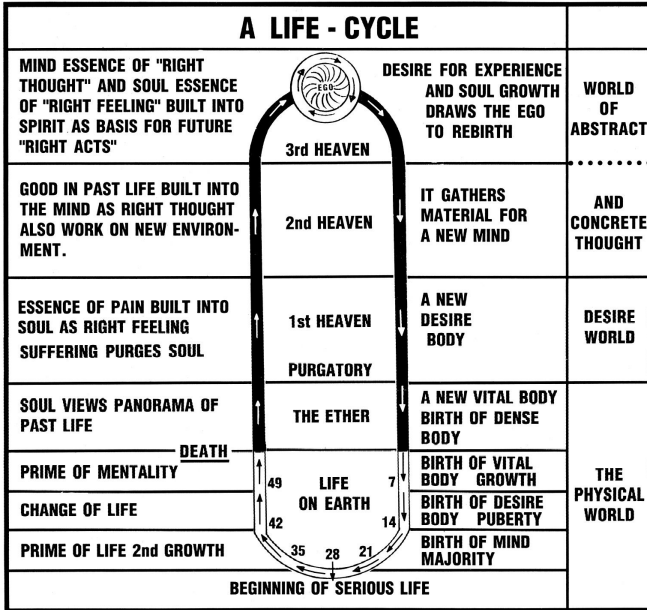 A LIFE - CYCLE
MIND ESSENCE OF "RIGHT
THOUGHT" AND SOUL ESSENCE
OF "RIGHT FEELING" BUILT INTO
SPIRIT AS BASIS FOR FUTURE
"RIGHT ACTS"
EGO
3rd HEAVEN
DESIRE FOR EXPERIENCE
AND SOUL GROWTH
DRAWS THE EGO
TO REBIRTH
WORLD
OF
ABSTRACT
GOOD IN PAST LIFE BUILT INTO
THE MIND AS RIGHT THOUGHT
ALSO WORK ON NEW ENVIRON-
MENT.
2nd HEAVEN
IT GATHERS
MATERIAL FOR
A NEW MIND
AND
CONCRETE
THOUGHT
ESSENCE OF PAIN BUILT INTO
SOUL AS RIGHT FEELING
SUFFERING PURGES SOUL
1st HEAVEN
PURGATORY
A NEW
DESIRE
BODY
DESIRE
WORLD
SOUL VIEWS PANORAMA OF
PAST LIFE
THE ETHER
A NEW VITAL BODY
BIRTH OF DENSE
BODY
DEATH
PRIME OF MENTALITY
49
LIFE
ON EARTH
7
BIRTH OF VITAL
BODY GROWTH
THE
PHYSICAL
WORLD
CHANGE OF LIFE
42
14
BIRTH OF DESIRE
BODY PUBERTY
PRIME OF LIFE 2nd GROWTH
35
28
21
BIRTH OF MIND
MAJORITY
BEGINNING OF SERIOUS LIFE